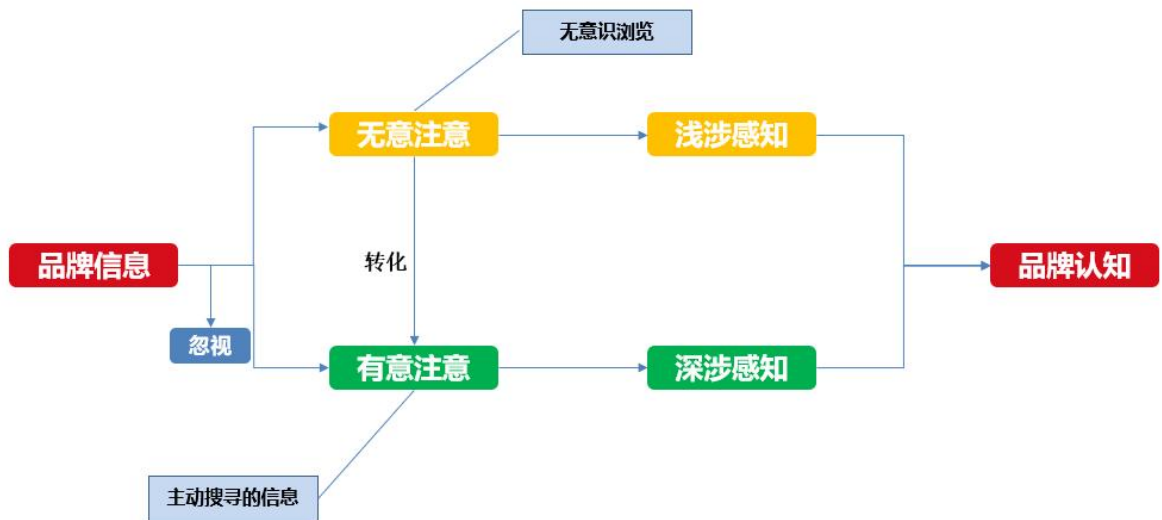 无意识浏览
无意注意
浅涉感知
转化
品牌信息
品牌认知
忽视
有意注意
深涉感知
主动搜寻的信息